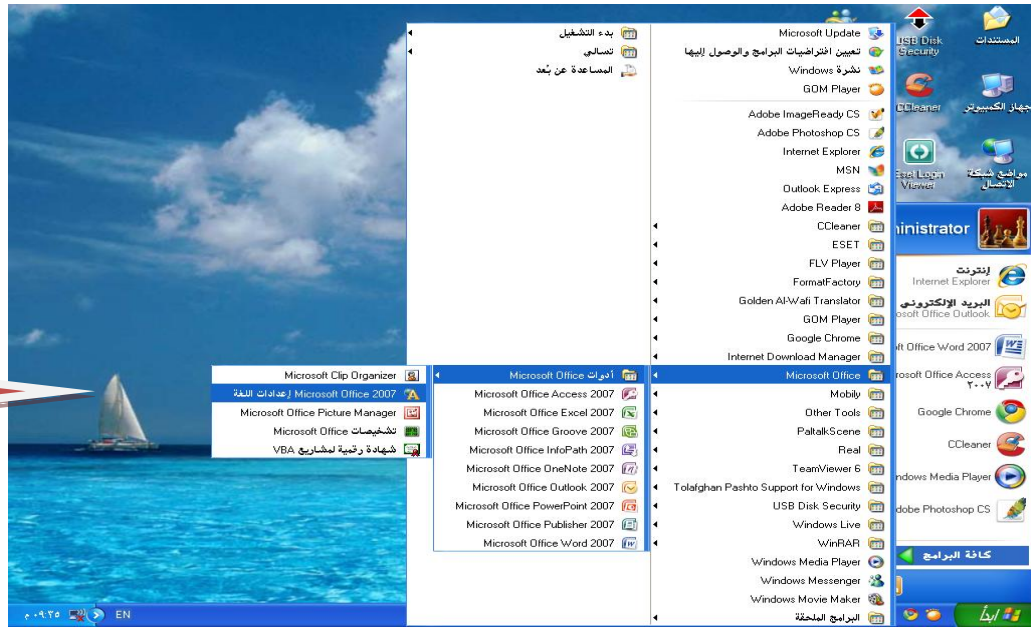 المستندات
USB Disk Security
جهاز الكمبيوتر
CCleaner
مواضع شبكة الاتصال
Eset Login Viewer
inistrator
إنترنت
Internet Explorer
البريد الإلكتروني
osoft Office Outlook
ft Office Word 2007
rosoft Office Access
٢٠٠٧
Google Chrome
CCleaner
ndows Media Player
dobe Photoshop CS
كافة البرامج
ابدأ
Microsoft Update
تعيين افتراضيات البرامج والوصول إليها
نشرة Windows
GOM Player
Adobe ImageReady CS
Adobe Photoshop CS
Internet Explorer
MSN
Outlook Express
Adobe Reader 8
CCleaner
ESET
FLV Player
FormatFactory
Golden Al-Wafi Translator
GOM Player
Google Chrome
Internet Download Manager
Microsoft Office
Mobily
Other Tools
PaltalkScene
Real
TeamViewer 6
Tolafghan Pashto Support for Windows
USB Disk Security
Windows Live
WinRAR
Windows Media Player
Windows Messenger
Windows Movie Maker
البرامج الملحقة
بدء التشغيل
تسالي
المساعدة عن بُعد
أدوات Microsoft Office
Microsoft Office Access 2007
Microsoft Office Excel 2007
Microsoft Office Groove 2007
Microsoft Office InfoPath 2007
Microsoft Office OneNote 2007
Microsoft Office Outlook 2007
Microsoft Office PowerPoint 2007
Microsoft Office Publisher 2007
Microsoft Office Word 2007
Microsoft Clip Organizer
إعدادات اللغة Microsoft Office 2007
Microsoft Office Picture Manager
تشخيصات Microsoft Office
شهادة رقمية لمشاريع VBA
EN
٠٩:٣٥ م